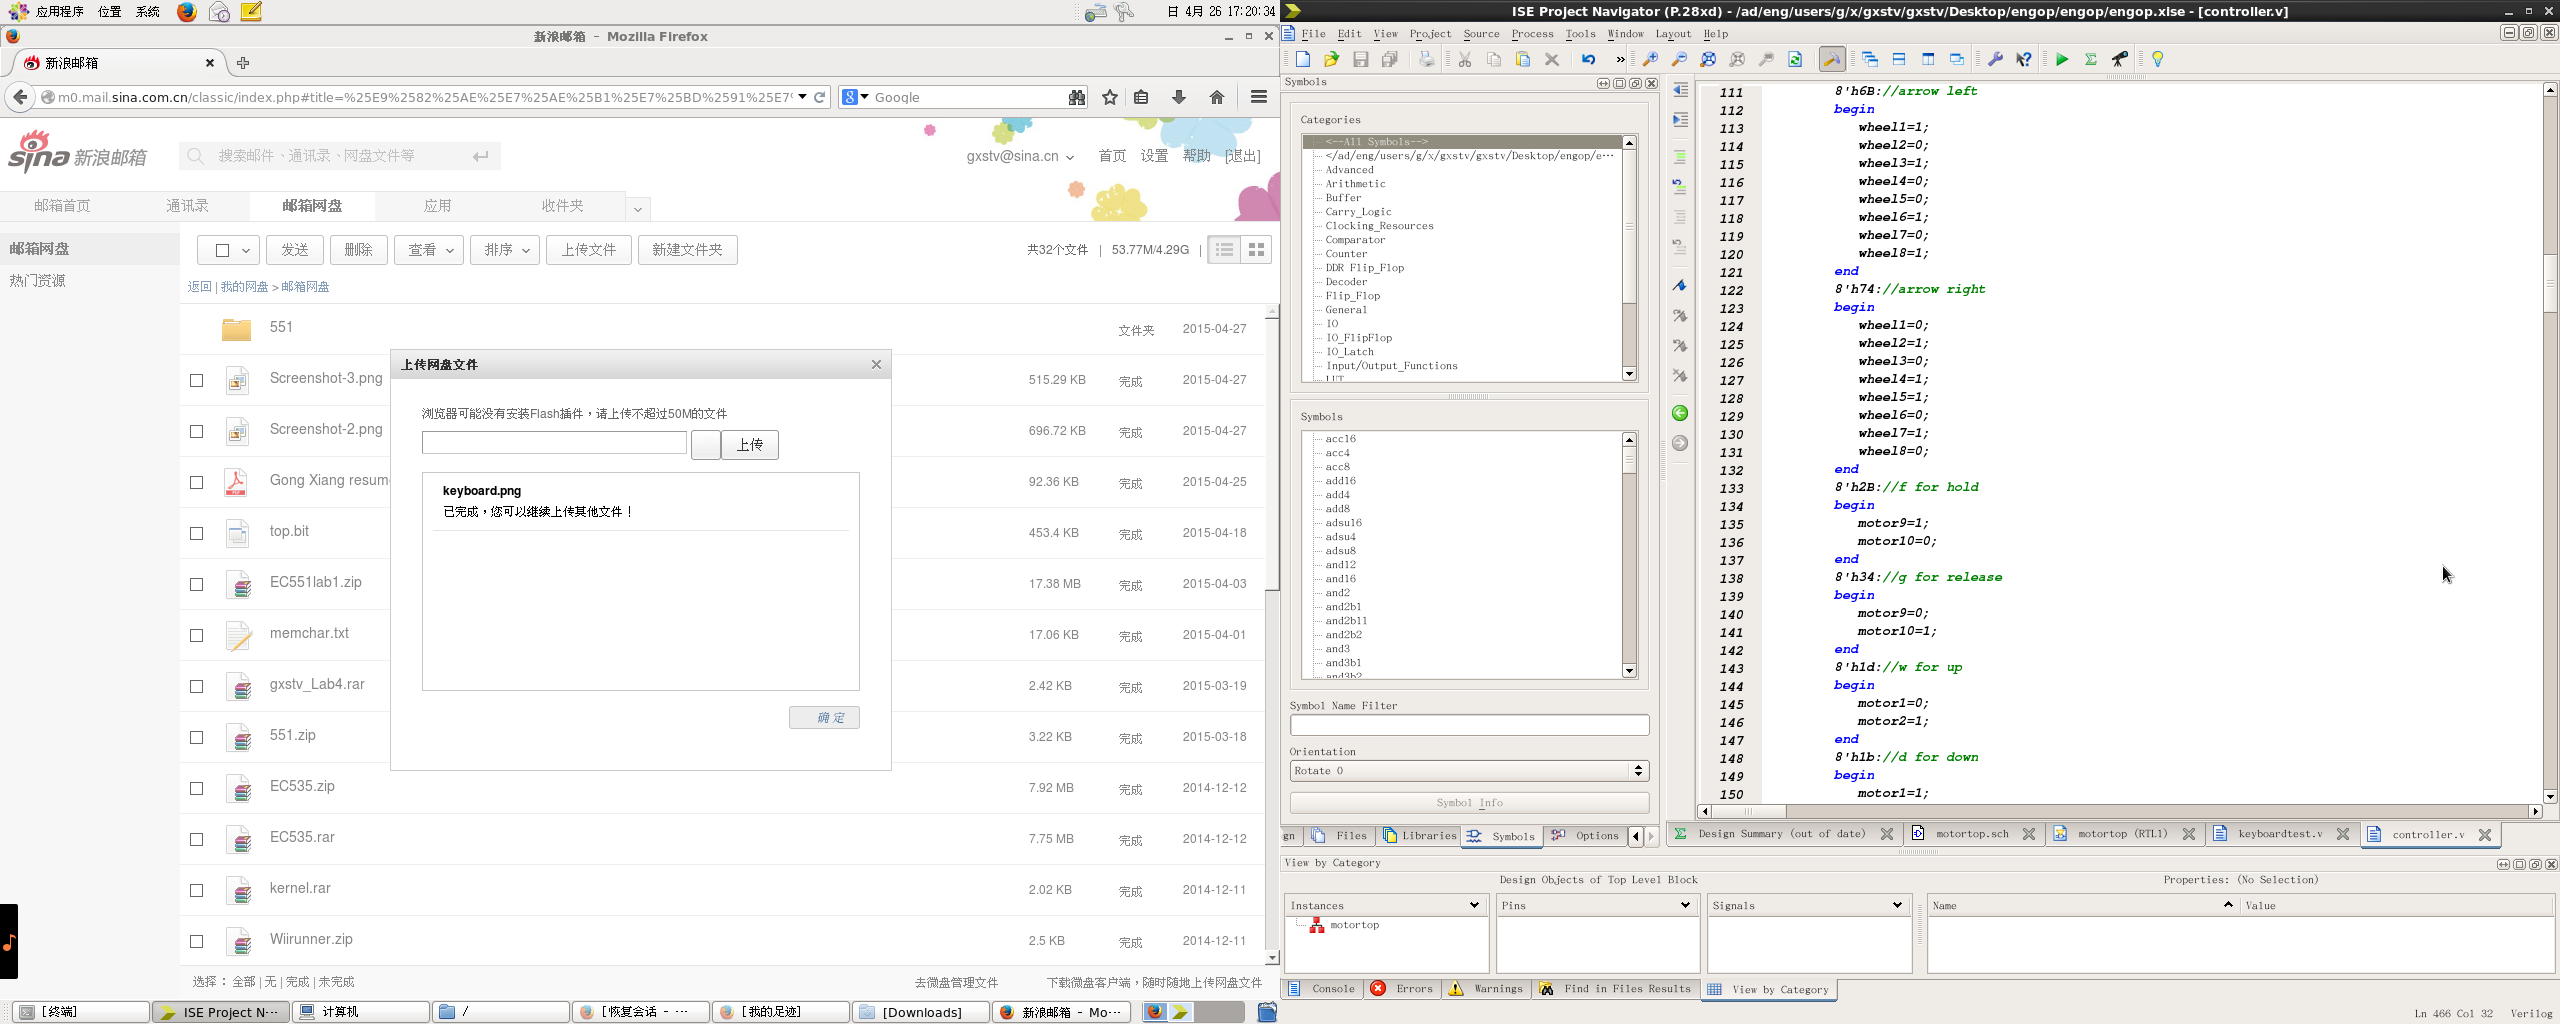 应用程序 位置 系统
日 4月 26 17:20:34
新浪邮箱 - Mozilla Firefox
新浪邮箱
m0.mail.sina.com.cn/classic/index.php#title=%25E9%2582%25AE%25E7%25AE%25B1%25E7%25BD%2591%25E7%
Google
sina 新浪邮箱
搜索邮件、通讯录、网盘文件等
gxstv@sina.cn 首页 设置 帮助 [退出]
邮箱首页 通讯录 邮箱网盘 应用 收件夹
邮箱网盘
热门资源
发送 删除 查看 排序 上传文件 新建文件夹
共32个文件 | 53.77M/4.29G |
返回 | 我的网盘 > 邮箱网盘
551 文件夹 2015-04-27
Screenshot-3.png 515.29 KB 完成 2015-04-27
Screenshot-2.png 696.72 KB 完成 2015-04-27
Gong Xiang resum 92.36 KB 完成 2015-04-25
top.bit 453.4 KB 完成 2015-04-18
EC551lab1.zip 17.38 MB 完成 2015-04-03
memchar.txt 17.06 KB 完成 2015-04-01
gxstv_Lab4.rar 2.42 KB 完成 2015-03-19
551.zip 3.22 KB 完成 2015-03-18
EC535.zip 7.92 MB 完成 2014-12-12
EC535.rar 7.75 MB 完成 2014-12-12
kernel.rar 2.02 KB 完成 2014-12-11
Wiirunner.zip 2.5 KB 完成 2014-12-11
上传网盘文件
浏览器可能没有安装Flash插件，请上传不超过50M的文件
上传
keyboard.png
已完成，您可以继续上传其他文件！
确 定
选择： 全部 | 无 | 完成 | 未完成
去微盘管理文件 下载微盘客户端，随时随地上传网盘文件
[终端] ISE Project N··· 计算机 / [恢复会话 - ··· [我的足迹] [Downloads] 新浪邮箱 - Mo···
ISE Project Navigator (P.28xd) - /ad/eng/users/g/x/gxstv/gxstv/Desktop/engop/engop/engop.xise - [controller.v]
File Edit View Project Source Process Tools Window Layout Help
Symbols
Categories
<--All Symbols-->
</ad/eng/users/g/x/gxstv/gxstv/Desktop/engop/e···
Advanced
Arithmetic
Buffer
Carry_Logic
Clocking_Resources
Comparator
Counter
DDR Flip_Flop
Decoder
Flip_Flop
General
IO
IO_FlipFlop
IO_Latch
Input/Output_Functions
LUT
Symbols
acc16
acc4
acc8
add16
add4
add8
adsu16
adsu4
adsu8
and12
and16
and2
and2b1
and2b11
and2b2
and3
and3b1
and3b2
Symbol Name Filter
Orientation
Rotate 0
Symbol Info
gn Files Libraries Symbols Options
111 8'h6B://arrow left
112 begin
113 wheel1=1;
114 wheel2=0;
115 wheel3=1;
116 wheel4=0;
117 wheel5=0;
118 wheel6=1;
119 wheel7=0;
120 wheel8=1;
121 end
122 8'h74://arrow right
123 begin
124 wheel1=0;
125 wheel2=1;
126 wheel3=0;
127 wheel4=1;
128 wheel5=1;
129 wheel6=0;
130 wheel7=1;
131 wheel8=0;
132 end
133 8'h2B://f for hold
134 begin
135 motor9=1;
136 motor10=0;
137 end
138 8'h34://g for release
139 begin
140 motor9=0;
141 motor10=1;
142 end
143 8'h1d://w for up
144 begin
145 motor1=0;
146 motor2=1;
147 end
148 8'h1b://d for down
149 begin
150 motor1=1;
Design Summary (out of date) motortop.sch motortop (RTL1) keyboardtest.v controller.v
View by Category
Design Objects of Top Level Block Properties: (No Selection)
Instances Pins Signals Name Value
motortop
Console Errors Warnings Find in Files Results View by Category
Ln 466 Col 32 Verilog